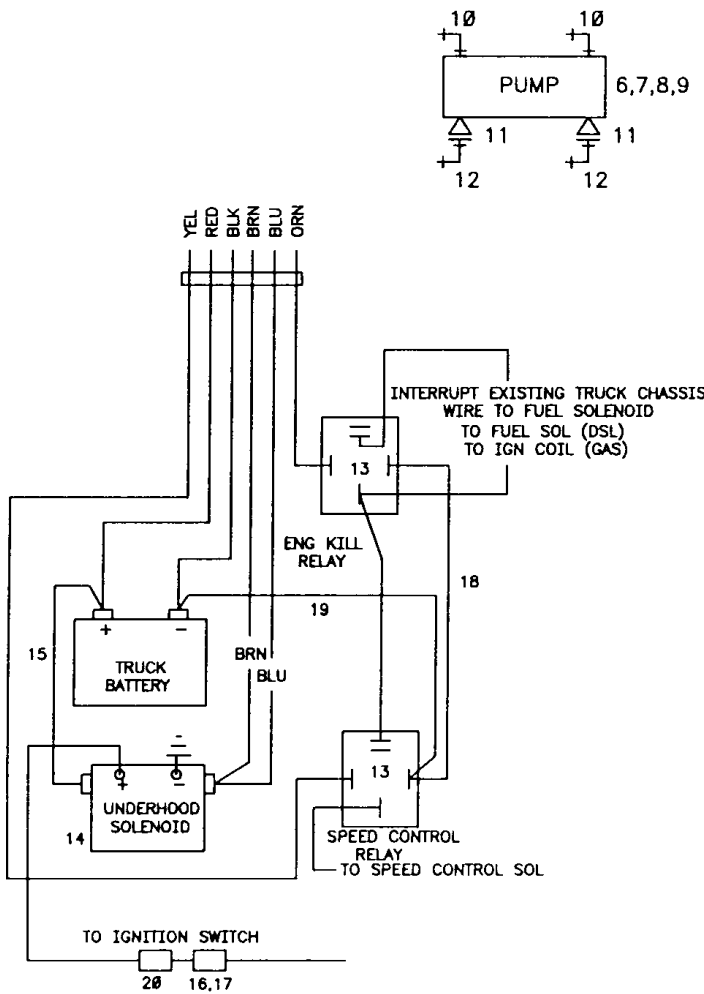 10 10
PUMP 6,7,8,9
11 11
12 12
YEL RED BLK BRN BLU ORN
INTERRUPT EXISTING TRUCK CHASSIS
WIRE TO FUEL SOLENOID
TO FUEL SOL (DSL)
TO IGN COIL (GAS)
13
ENG KILL
RELAY
18
19
+ -
15
TRUCK
BATTERY
BRN
BLU
13
+ -
UNDERHOOD
SOLENOID
14
SPEED CONTROL
RELAY
TO SPEED CONTROL SOL
TO IGNITION SWITCH
20 16,17